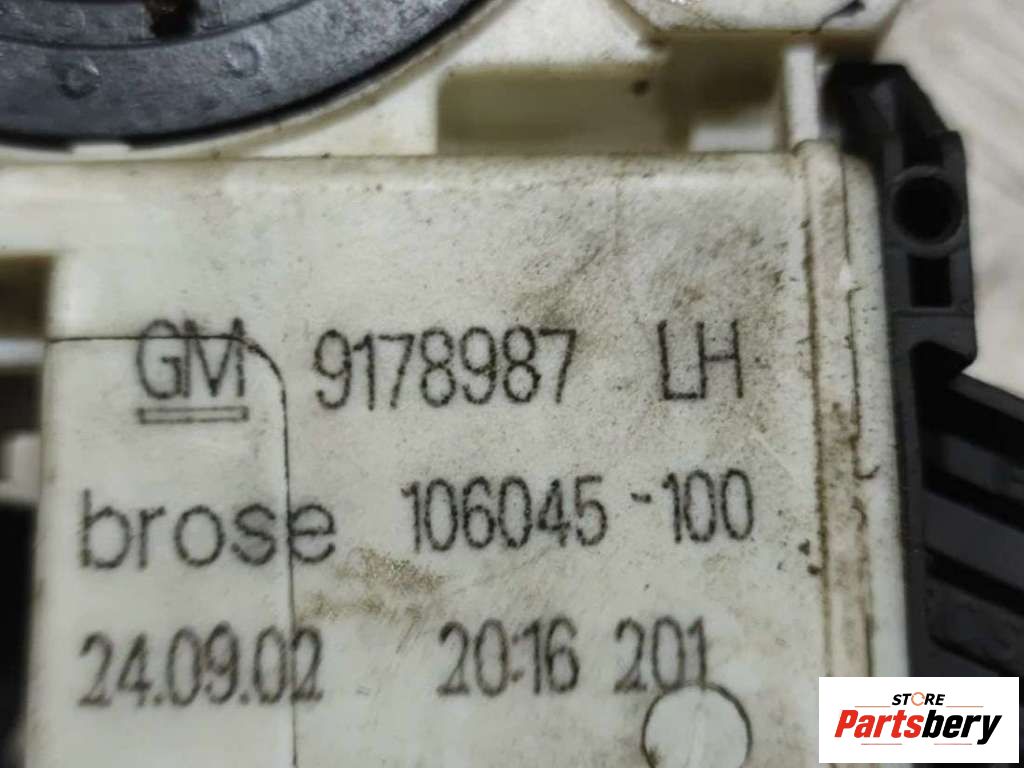 GM 9178987 LH
brose 106045-100
24.09.02 20:16 201
STORE
Partsbery